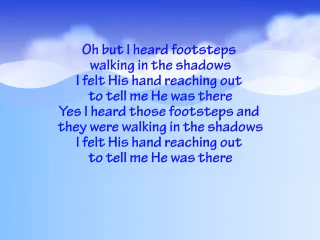 Oh but I heard footsteps
walking in the shadows
I felt His hand reaching out
to tell me He was there
Yes I heard those footsteps and
they were walking in the shadows
I felt His hand reaching out
to tell me He was there